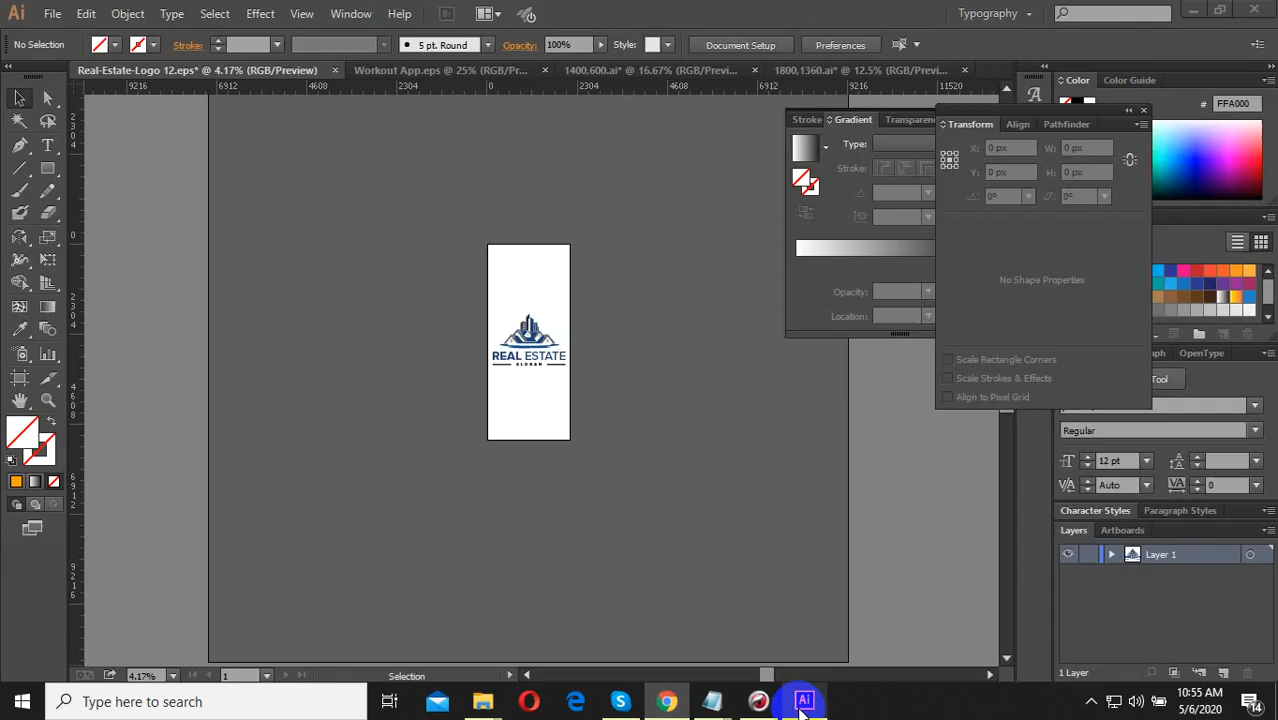 Ai File Edit Object Type Select Effect View Window Help Br Typography
No Selection Stroke: 5 pt. Round Opacity: 100% Style: Document Setup Preferences
Real-Estate-Logo 12.eps* @ 4.17% (RGB/Preview) × Workout App.eps @ 25% (RGB/Pr... × 1400,600.ai* @ 16.67% (RGB/Previ... × 1800,1360.ai* @ 12.5% (RGB/Previ... ×
9216 6912 4608 2304 0 2304 4608 6912 9216 11520
Color Color Guide
# FFA000
Stroke Gradient Transparen
Type:
Stroke:
Opacity:
Location:
Transform Align Pathfinder
X: 0 px W: 0 px
Y: 0 px H: 0 px
0° 0°
No Shape Properties
Scale Rectangle Corners
Scale Strokes & Effects
Align to Pixel Grid
REAL ESTATE
SLOGAN
OpenType
Tool
Regular
12 pt
Auto 0
Character Styles Paragraph Styles
Layers Artboards
Layer 1
1 Layer
4.17% 1 Selection
Type here to search
Ai
10:55 AM
5/6/2020
14